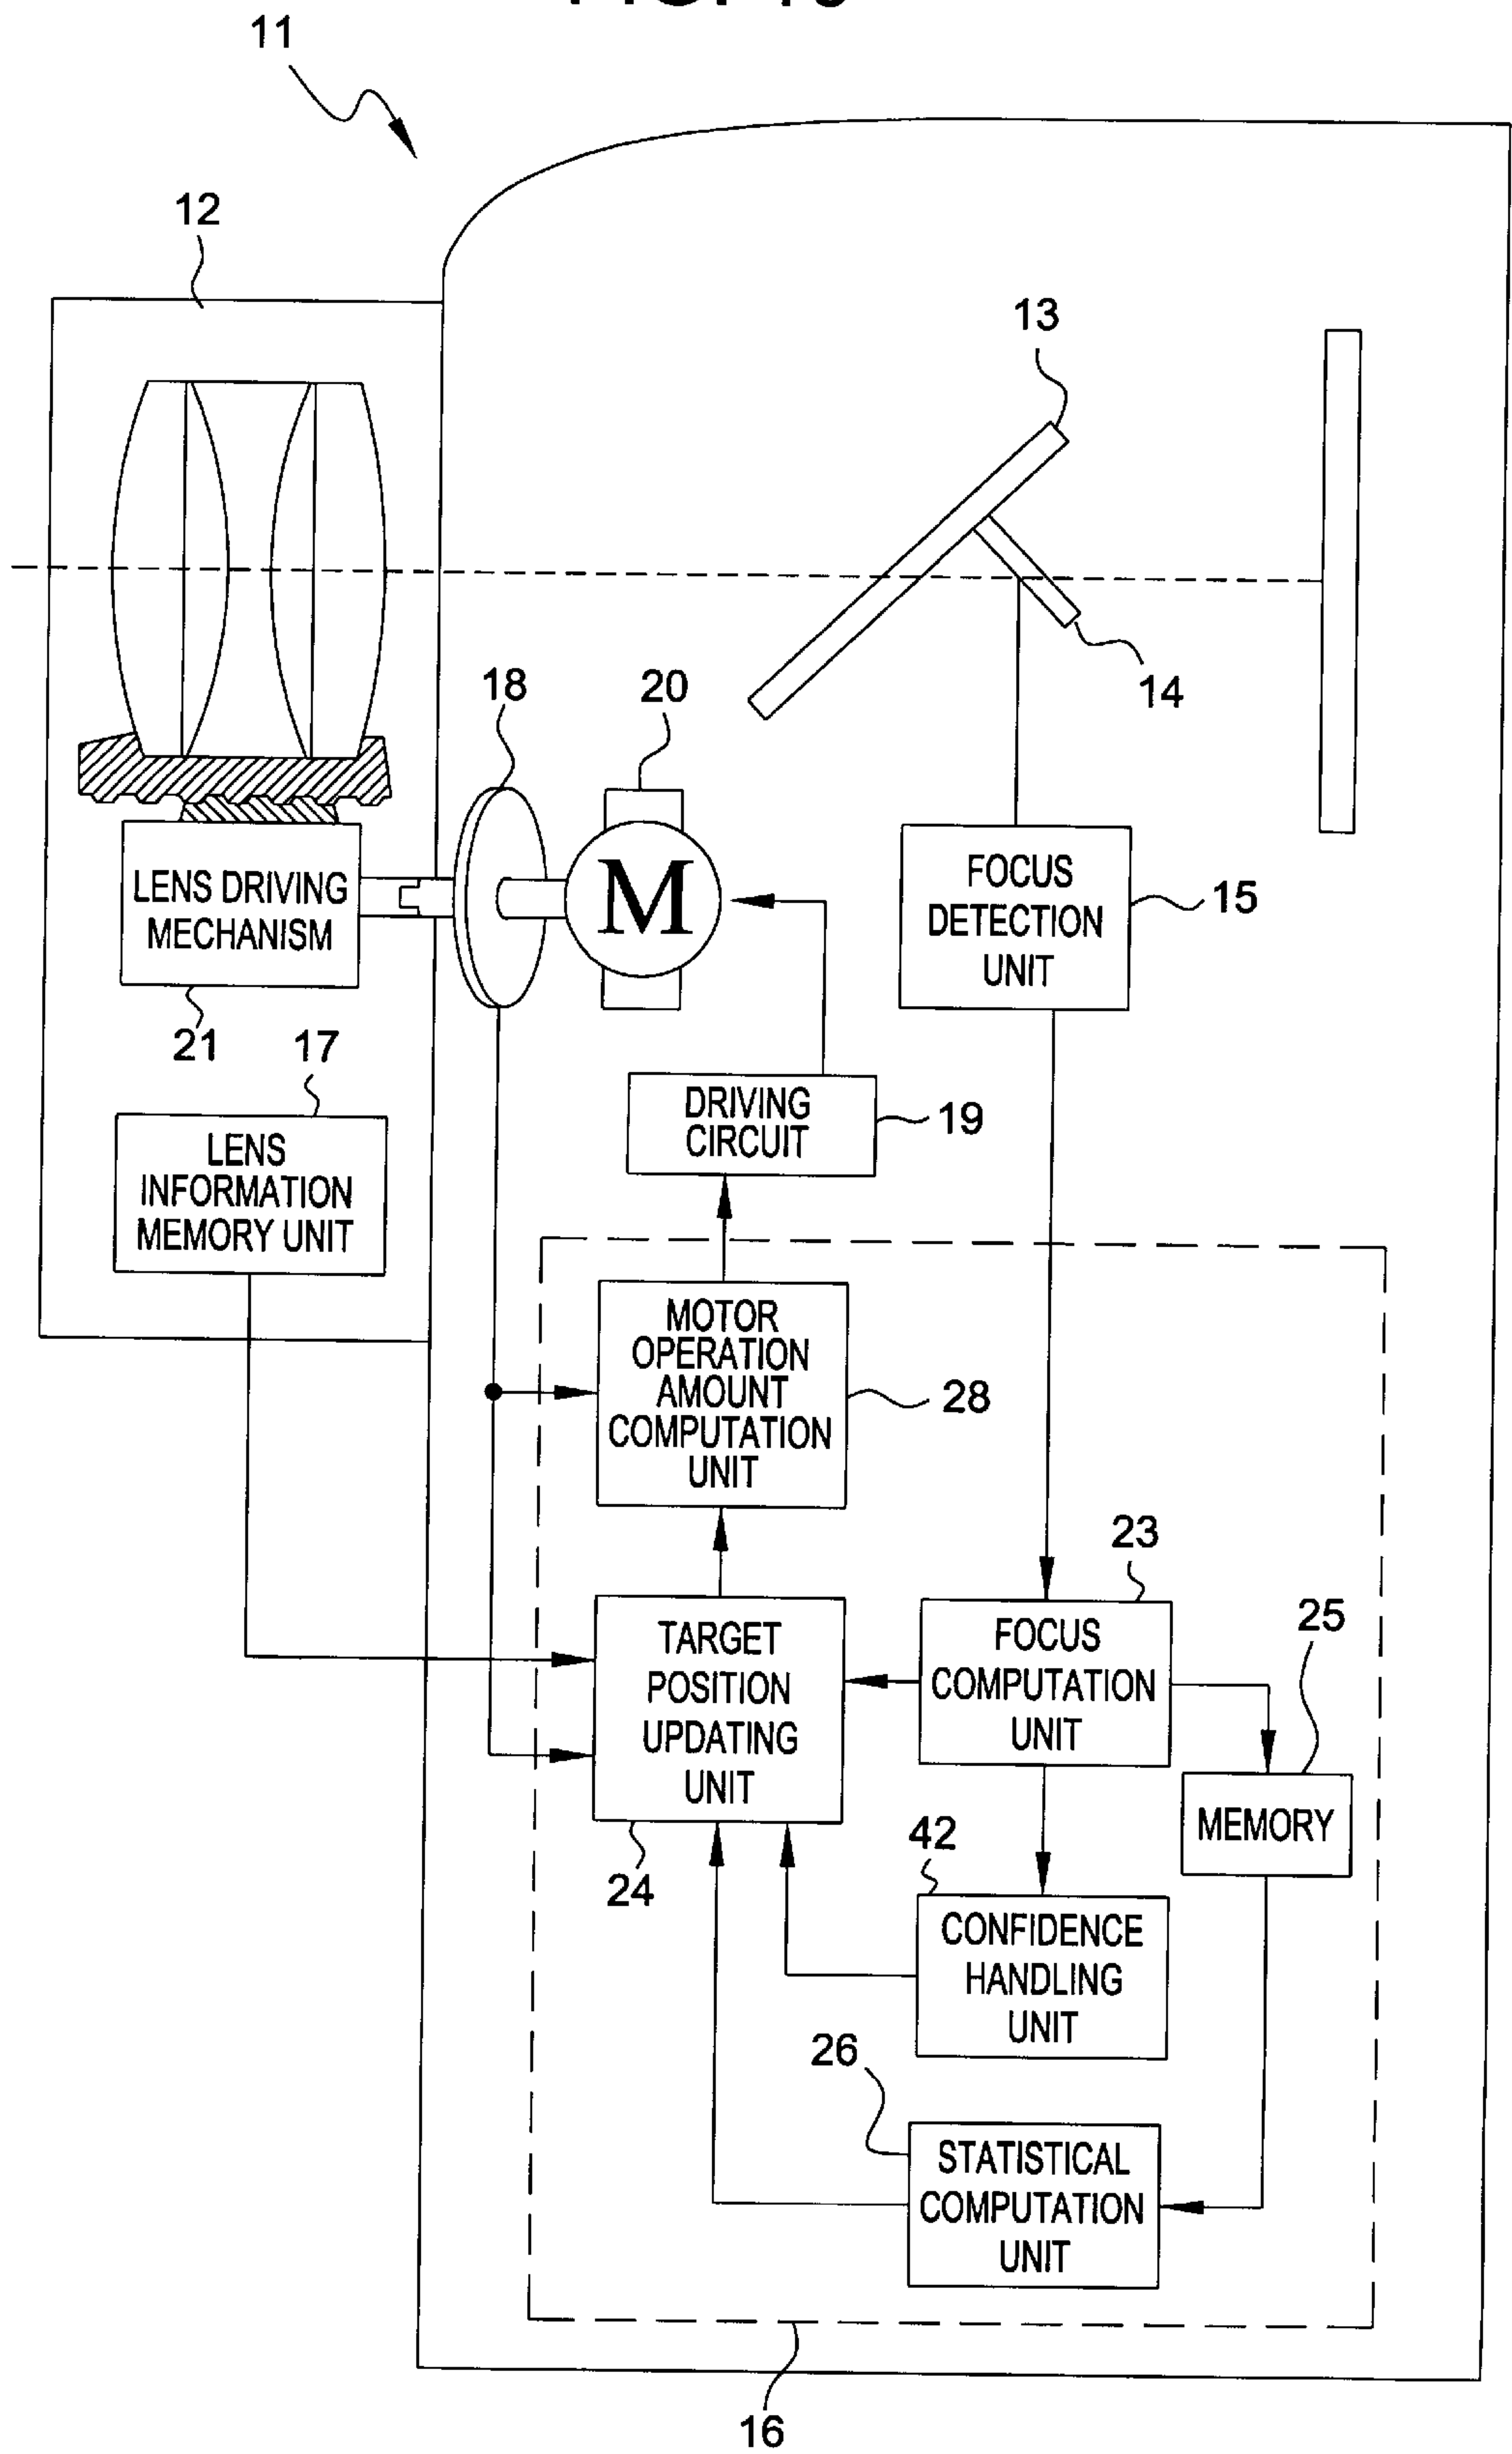 11
12
13
14
18
20
M
FOCUS
DETECTION
UNIT
15
LENS DRIVING
MECHANISM
21
17
LENS
INFORMATION
MEMORY UNIT
DRIVING
CIRCUIT
19
MOTOR
OPERATION
AMOUNT
COMPUTATION
UNIT
28
23
TARGET
POSITION
UPDATING
UNIT
24
FOCUS
COMPUTATION
UNIT
25
MEMORY
42
CONFIDENCE
HANDLING
UNIT
26
STATISTICAL
COMPUTATION
UNIT
16